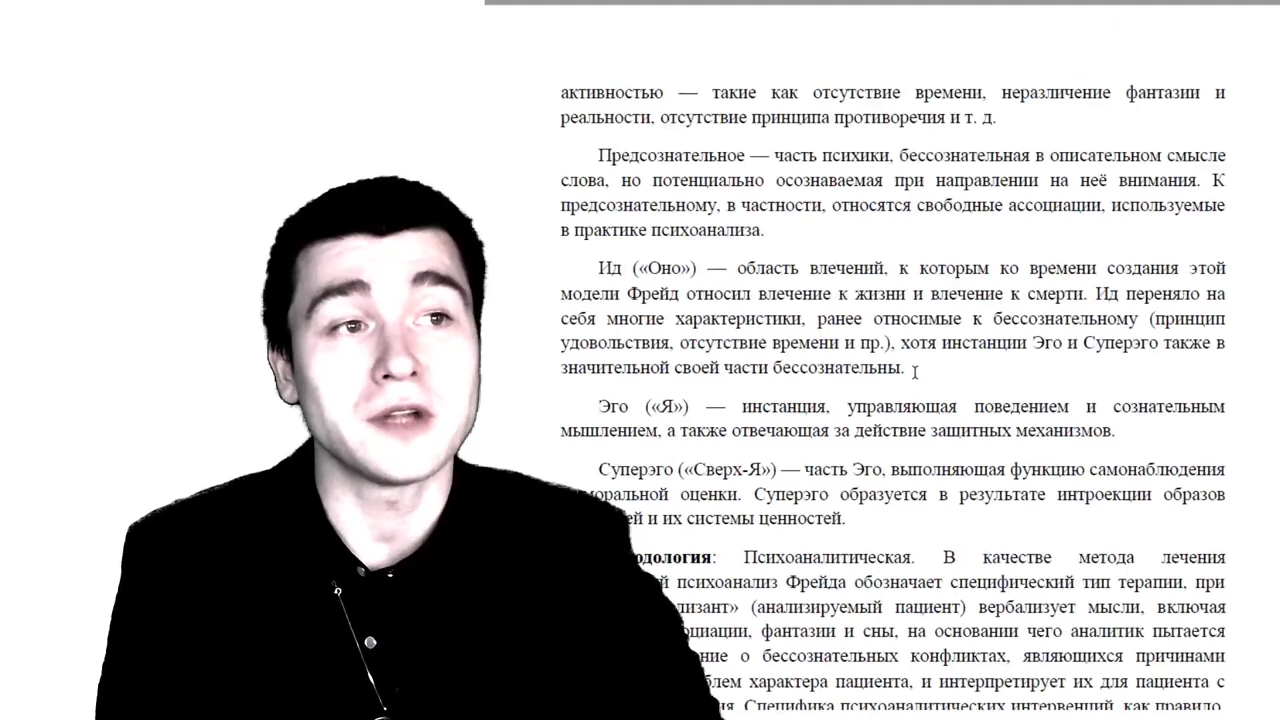 активностью — такие как отсутствие времени, неразличение фантазии и
реальности, отсутствие принципа противоречия и т. д.
Предсознательное — часть психики, бессознательная в описательном смысле
слова, но потенциально осознаваемая при направлении на неё внимания. К
предсознательному, в частности, относятся свободные ассоциации, используемые
в практике психоанализа.
Ид («Оно») — область влечений, к которым ко времени создания этой
модели Фрейд относил влечение к жизни и влечение к смерти. Ид переняло на
себя многие характеристики, ранее относимые к бессознательному (принцип
удовольствия, отсутствие времени и пр.), хотя инстанции Эго и Суперэго также в
значительной своей части бессознательны.
Эго («Я») — инстанция, управляющая поведением и сознательным
мышлением, а также отвечающая за действие защитных механизмов.
Суперэго («Сверх-Я») — часть Эго, выполняющая функцию самонаблюдения
моральной оценки. Суперэго образуется в результате интроекции образов
ей и их системы ценностей.
одология: Психоаналитическая. В качестве метода лечения
й психоанализ Фрейда обозначает специфический тип терапии, при
лизант» (анализируемый пациент) вербализует мысли, включая
оциации, фантазии и сны, на основании чего аналитик пытается
ние о бессознательных конфликтах, являющихся причинами
блем характера пациента, и интерпретирует их для пациента с
я. Специфика психоаналитических интервенций, как правило,